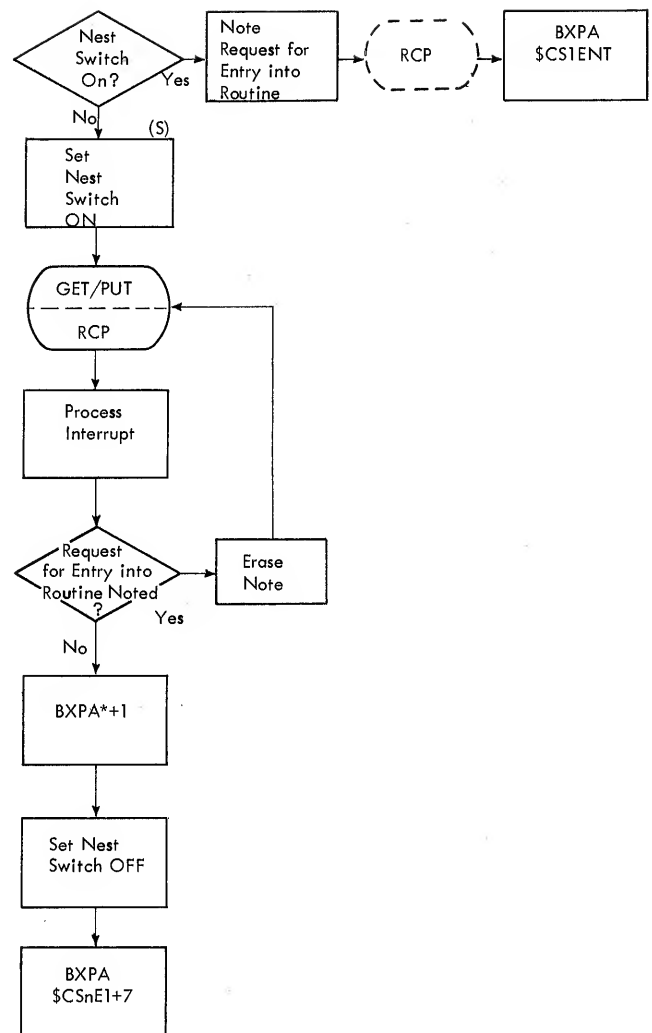 Nest
Switch
On?
Yes
Note
Request for
Entry into
Routine
RCP
BXPA
$CS1ENT
No
(S)
Set
Nest
Switch
ON
GET/PUT
RCP
Process
Interrupt
Request
for Entry into
Routine Noted
?
Yes
Erase
Note
No
BXPA*+1
Set Nest
Switch OFF
BXPA
$CSnE1+7